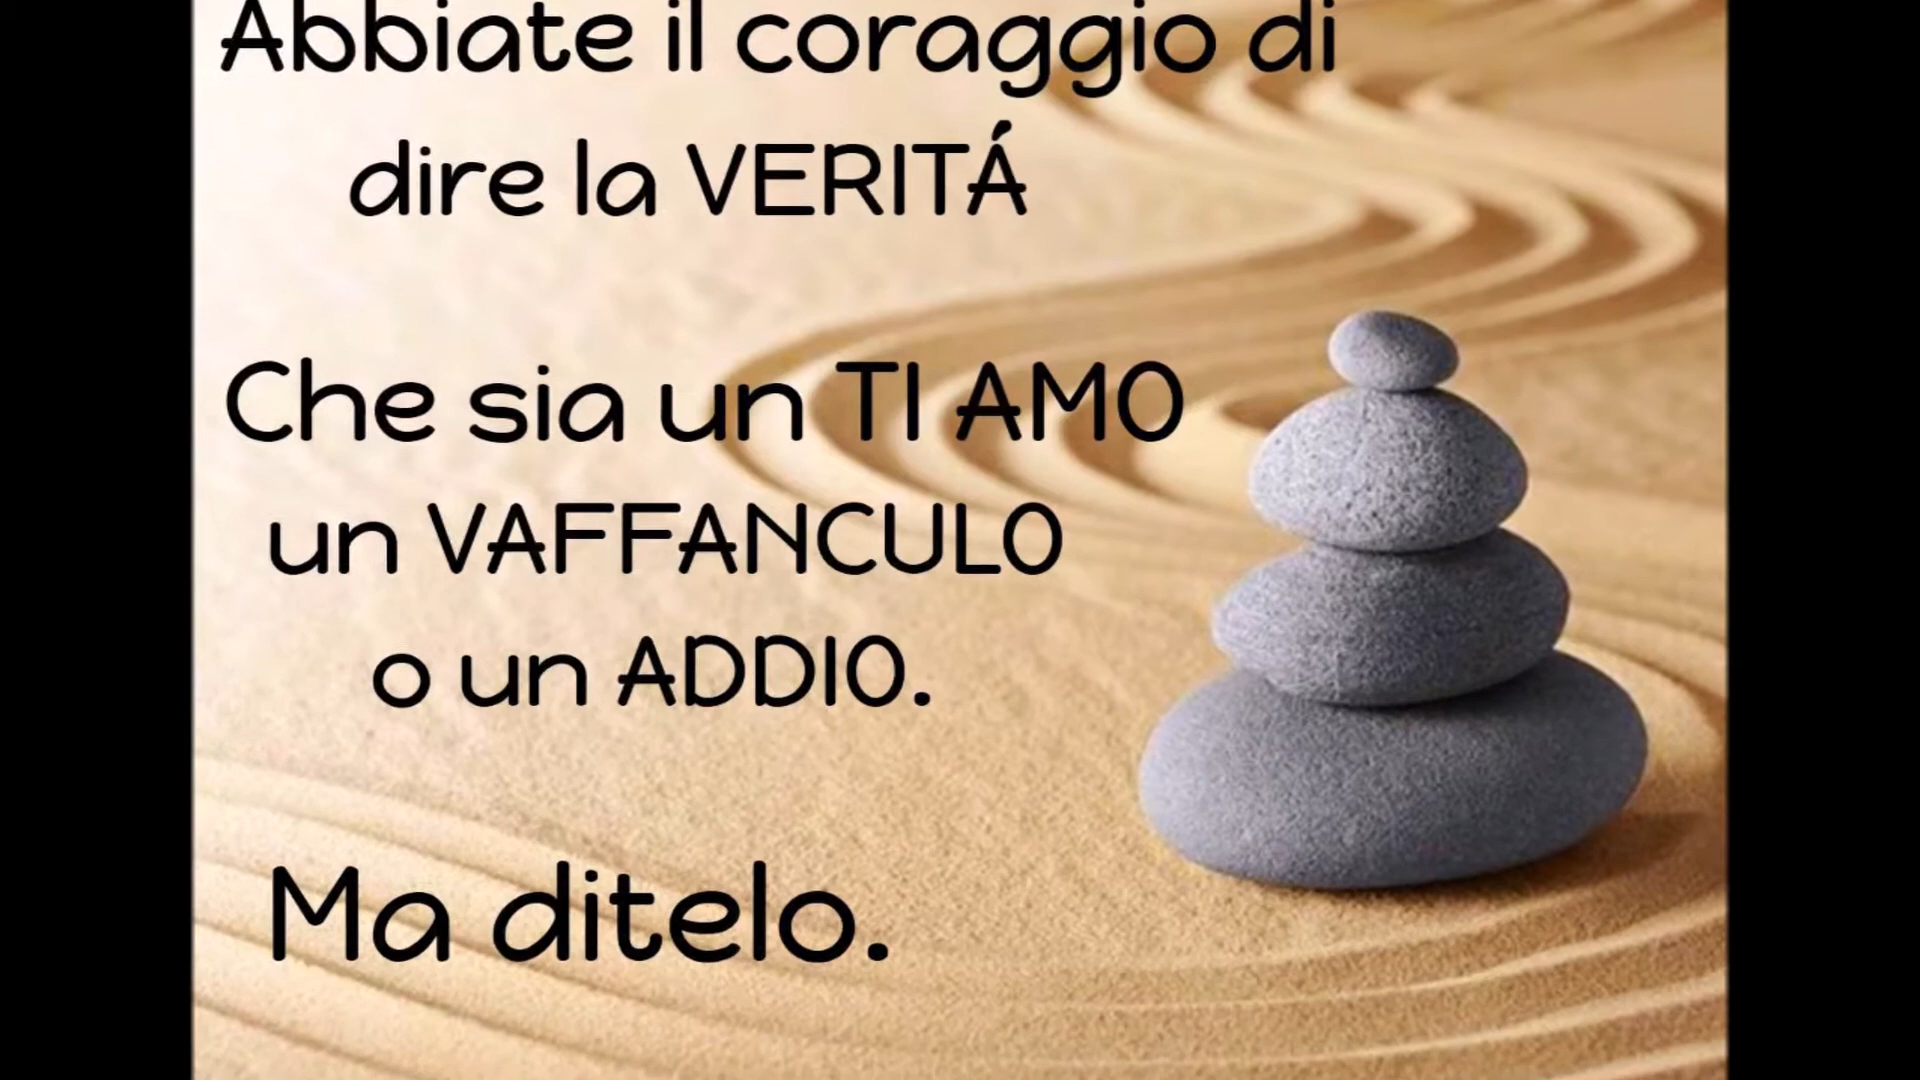 Abbiate il coraggio di
dire la VERITÁ
Che sia un TI AMO
un VAFFANCULO
o un ADDIO.
Ma ditelo.